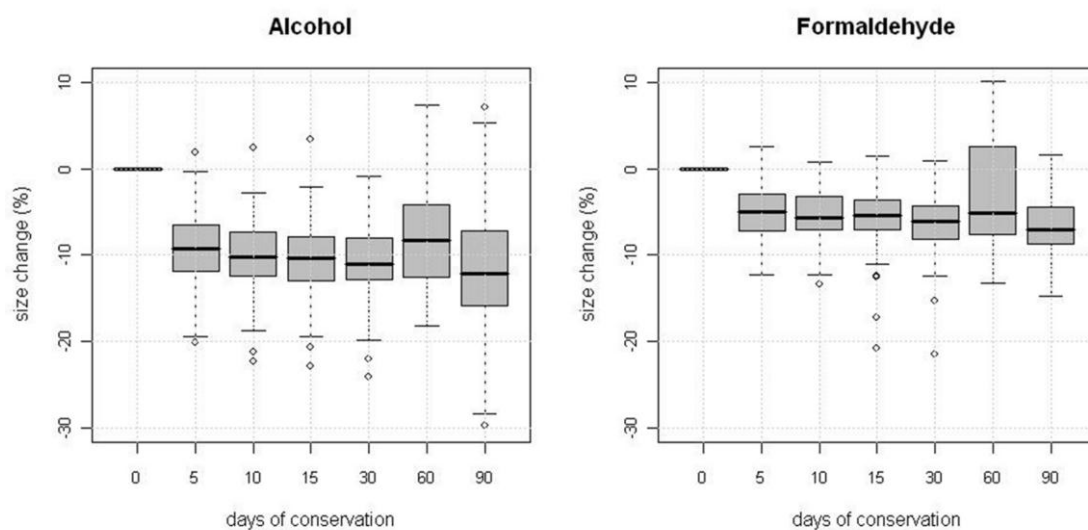 Alcohol
size change (%)
10
0
-10
-20
-30
0 5 10 15 30 60 90
days of conservation
Formaldehyde
size change (%)
10
0
-10
-20
-30
0 5 10 15 30 60 90
days of conservation